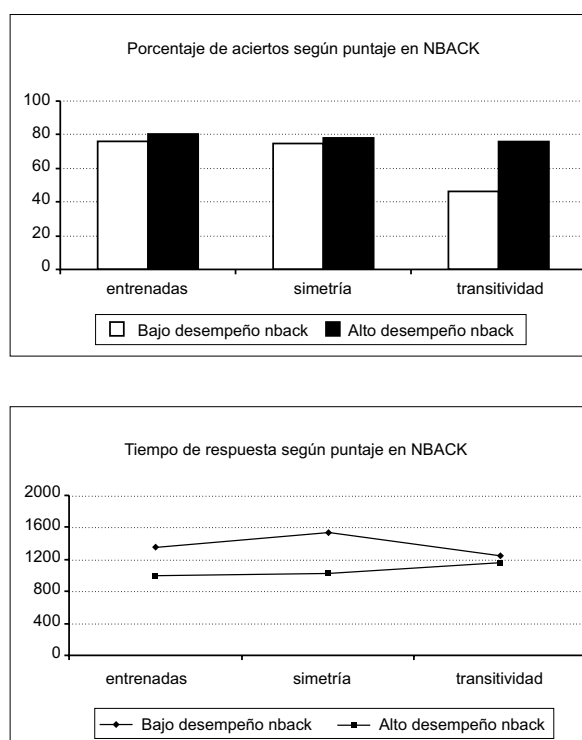 Porcentaje de aciertos según puntaje en NBACK
100
80
60
40
20
0
entrenadas simetría transitividad
Bajo desempeño nback Alto desempeño nback
Tiempo de respuesta según puntaje en NBACK
2000
1600
1200
800
400
0
entrenadas simetría transitividad
Bajo desempeño nback Alto desempeño nback